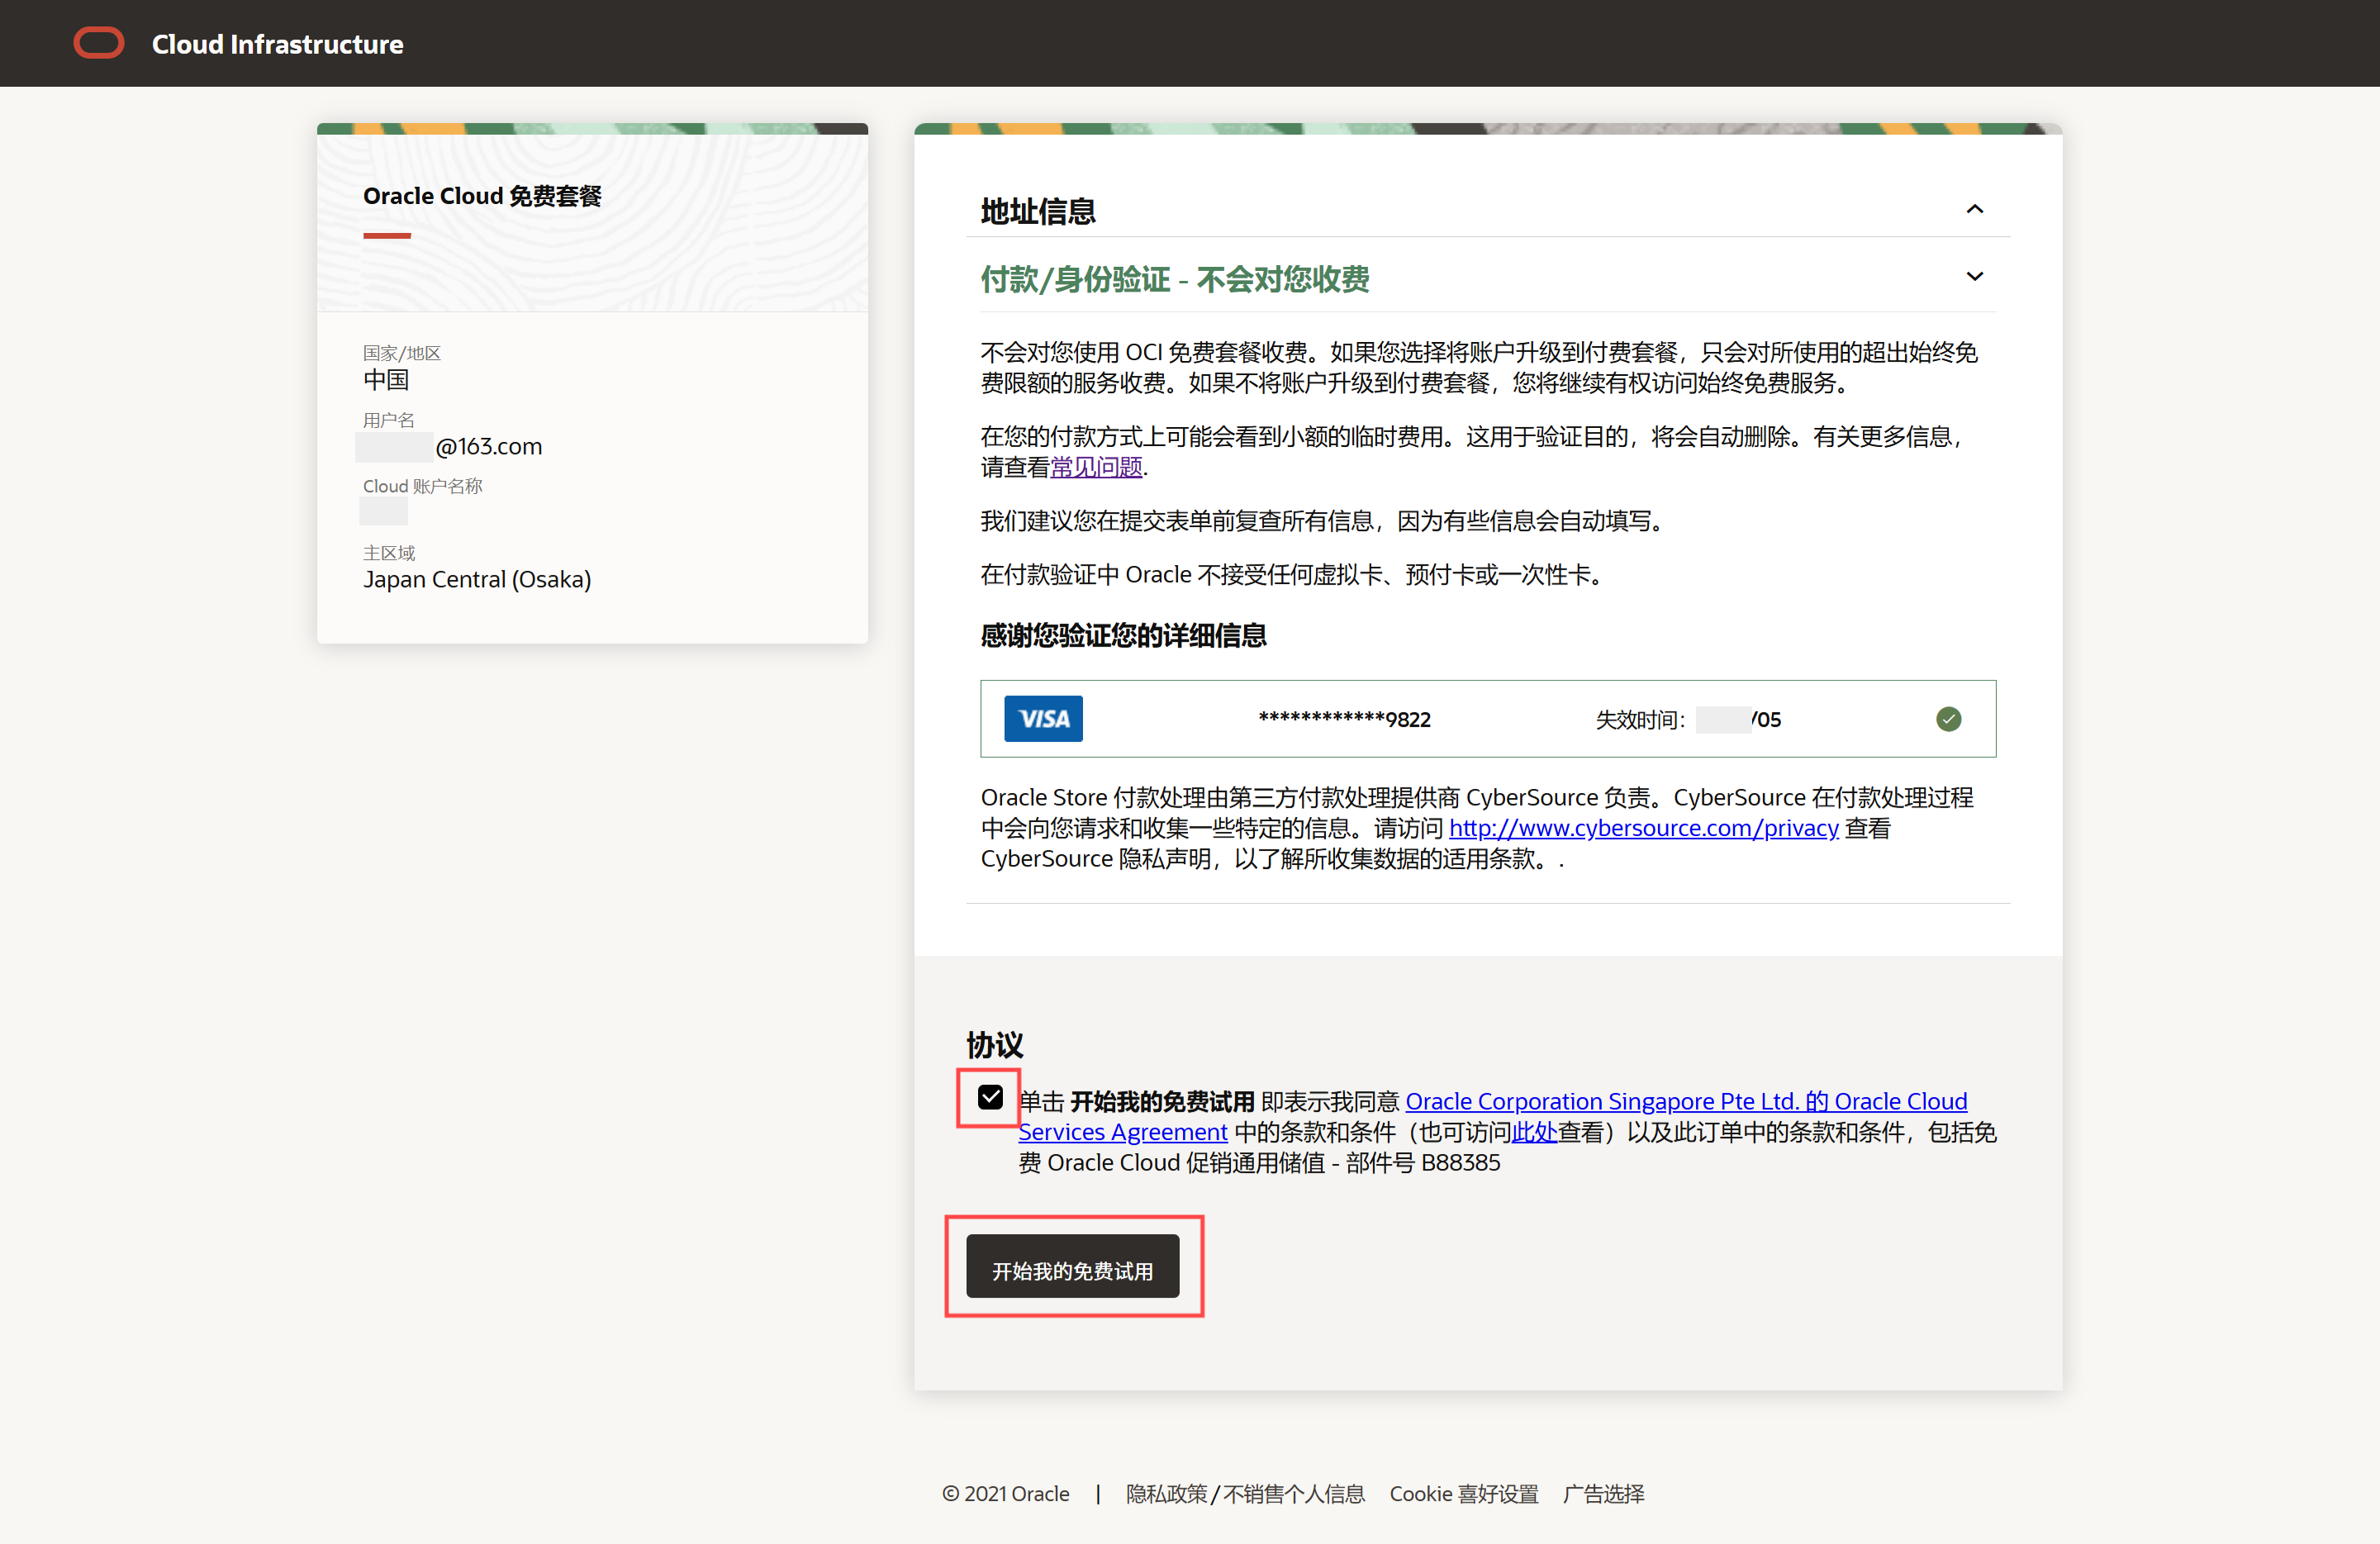 Cloud Infrastructure
Oracle Cloud 免费套餐
国家/地区
中国
用户名
@163.com
Cloud 账户名称
主区域
Japan Central (Osaka)
地址信息
付款/身份验证 - 不会对您收费
不会对您使用 OCI 免费套餐收费。如果您选择将账户升级到付费套餐，只会对所使用的超出始终免
费限额的服务收费。如果不将账户升级到付费套餐，您将继续有权访问始终免费服务。
在您的付款方式上可能会看到小额的临时费用。这用于验证目的，将会自动删除。有关更多信息，
请查看常见问题.
我们建议您在提交表单前复查所有信息，因为有些信息会自动填写。
在付款验证中 Oracle 不接受任何虚拟卡、预付卡或一次性卡。
感谢您验证您的详细信息
VISA ************9822 失效时间： /05
Oracle Store 付款处理由第三方付款处理提供商 CyberSource 负责。CyberSource 在付款处理过程
中会向您请求和收集一些特定的信息。请访问 http://www.cybersource.com/privacy 查看
CyberSource 隐私声明，以了解所收集数据的适用条款。.
协议
单击 开始我的免费试用 即表示我同意 Oracle Corporation Singapore Pte Ltd. 的 Oracle Cloud
Services Agreement 中的条款和条件（也可访问此处查看）以及此订单中的条款和条件，包括免
费 Oracle Cloud 促销通用储值 - 部件号 B88385
开始我的免费试用
© 2021 Oracle | 隐私政策 / 不销售个人信息 Cookie 喜好设置 广告选择